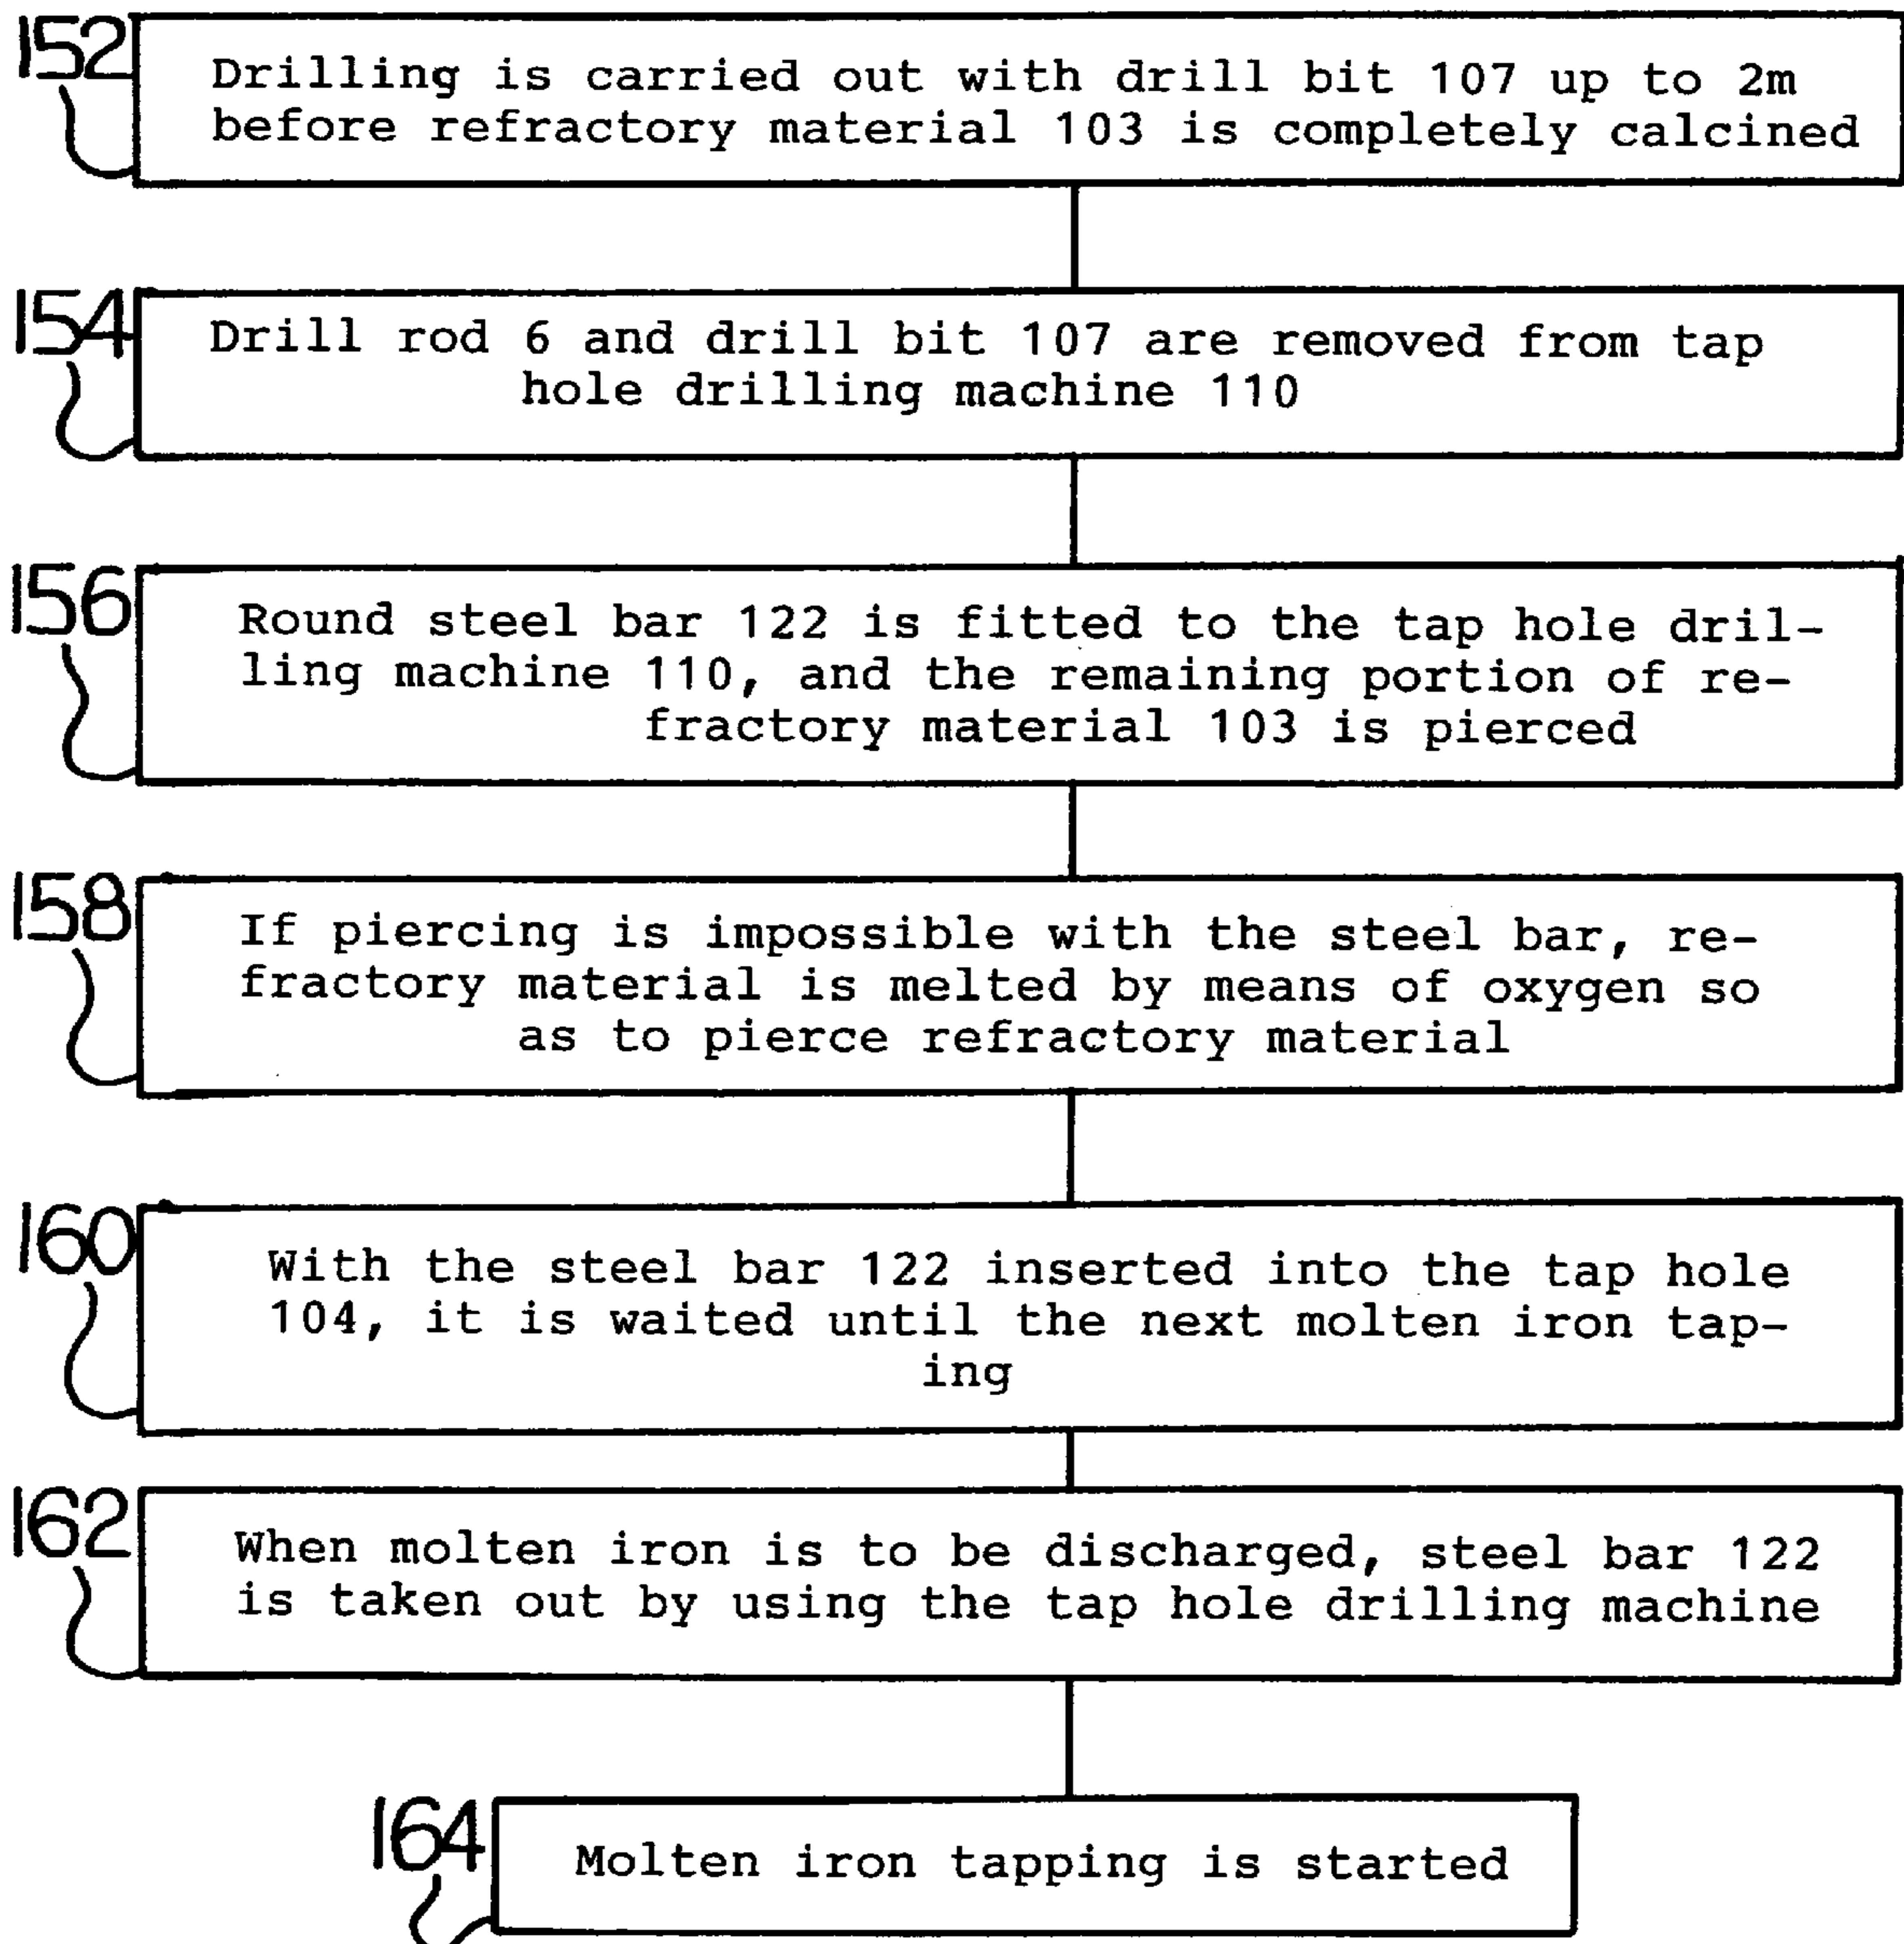 152
Drilling is carried out with drill bit 107 up to 2m
before refractory material 103 is completely calcined
154
Drill rod 6 and drill bit 107 are removed from tap
hole drilling machine 110
156
Round steel bar 122 is fitted to the tap hole dril-
ling machine 110, and the remaining portion of re-
fractory material 103 is pierced
158
If piercing is impossible with the steel bar, re-
fractory material is melted by means of oxygen so
as to pierce refractory material
160
With the steel bar 122 inserted into the tap hole
104, it is waited until the next molten iron tap-
ing
162
When molten iron is to be discharged, steel bar 122
is taken out by using the tap hole drilling machine
164
Molten iron tapping is started